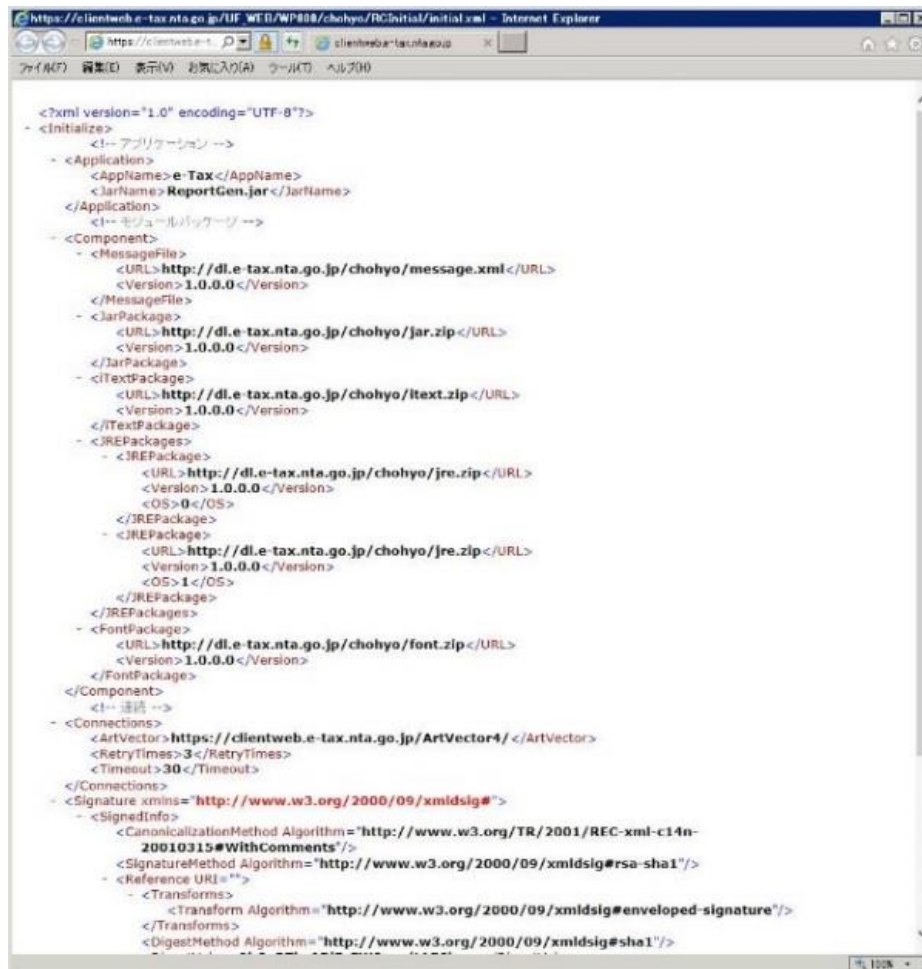 https://clientweb.e-tax.nta.go.jp/UF_WEB/WP000/chohyo/RCInitial/initial.xml - Internet Explorer
https://clientweb.e-t...
clientweb.e-tax.nta.go.jp
ファイル(F) 編集(E) 表示(V) お気に入り(A) ツール(T) ヘルプ(H)
<?xml version="1.0" encoding="UTF-8"?>
- <Initialize>
<!-- アプリケーション -->
- <Application>
<AppName>e-Tax</AppName>
<JarName>ReportGen.jar</JarName>
</Application>
<!-- モジュールパッケージ -->
- <Component>
- <MessageFile>
<URL>http://dl.e-tax.nta.go.jp/chohyo/message.xml</URL>
<Version>1.0.0.0</Version>
</MessageFile>
- <JarPackage>
<URL>http://dl.e-tax.nta.go.jp/chohyo/jar.zip</URL>
<Version>1.0.0.0</Version>
</JarPackage>
- <iTextPackage>
<URL>http://dl.e-tax.nta.go.jp/chohyo/itext.zip</URL>
<Version>1.0.0.0</Version>
</iTextPackage>
- <JREPackages>
- <JREPackage>
<URL>http://dl.e-tax.nta.go.jp/chohyo/jre.zip</URL>
<Version>1.0.0.0</Version>
<OS>0</OS>
</JREPackage>
- <JREPackage>
<URL>http://dl.e-tax.nta.go.jp/chohyo/jre.zip</URL>
<Version>1.0.0.0</Version>
<OS>1</OS>
</JREPackage>
</JREPackages>
- <FontPackage>
<URL>http://dl.e-tax.nta.go.jp/chohyo/font.zip</URL>
<Version>1.0.0.0</Version>
</FontPackage>
</Component>
<!-- 連続 -->
- <Connections>
<ArtVector>https://clientweb.e-tax.nta.go.jp/ArtVector4/</ArtVector>
<RetryTimes>3</RetryTimes>
<Timeout>30</Timeout>
</Connections>
- <Signature xmlns="http://www.w3.org/2000/09/xmldsig#">
- <SignedInfo>
<CanonicalizationMethod Algorithm="http://www.w3.org/TR/2001/REC-xml-c14n-
20010315#WithComments"/>
<SignatureMethod Algorithm="http://www.w3.org/2000/09/xmldsig#rsa-sha1"/>
- <Reference URI="">
- <Transforms>
<Transform Algorithm="http://www.w3.org/2000/09/xmldsig#enveloped-signature"/>
</Transforms>
<DigestMethod Algorithm="http://www.w3.org/2000/09/xmldsig#sha1"/>
100%